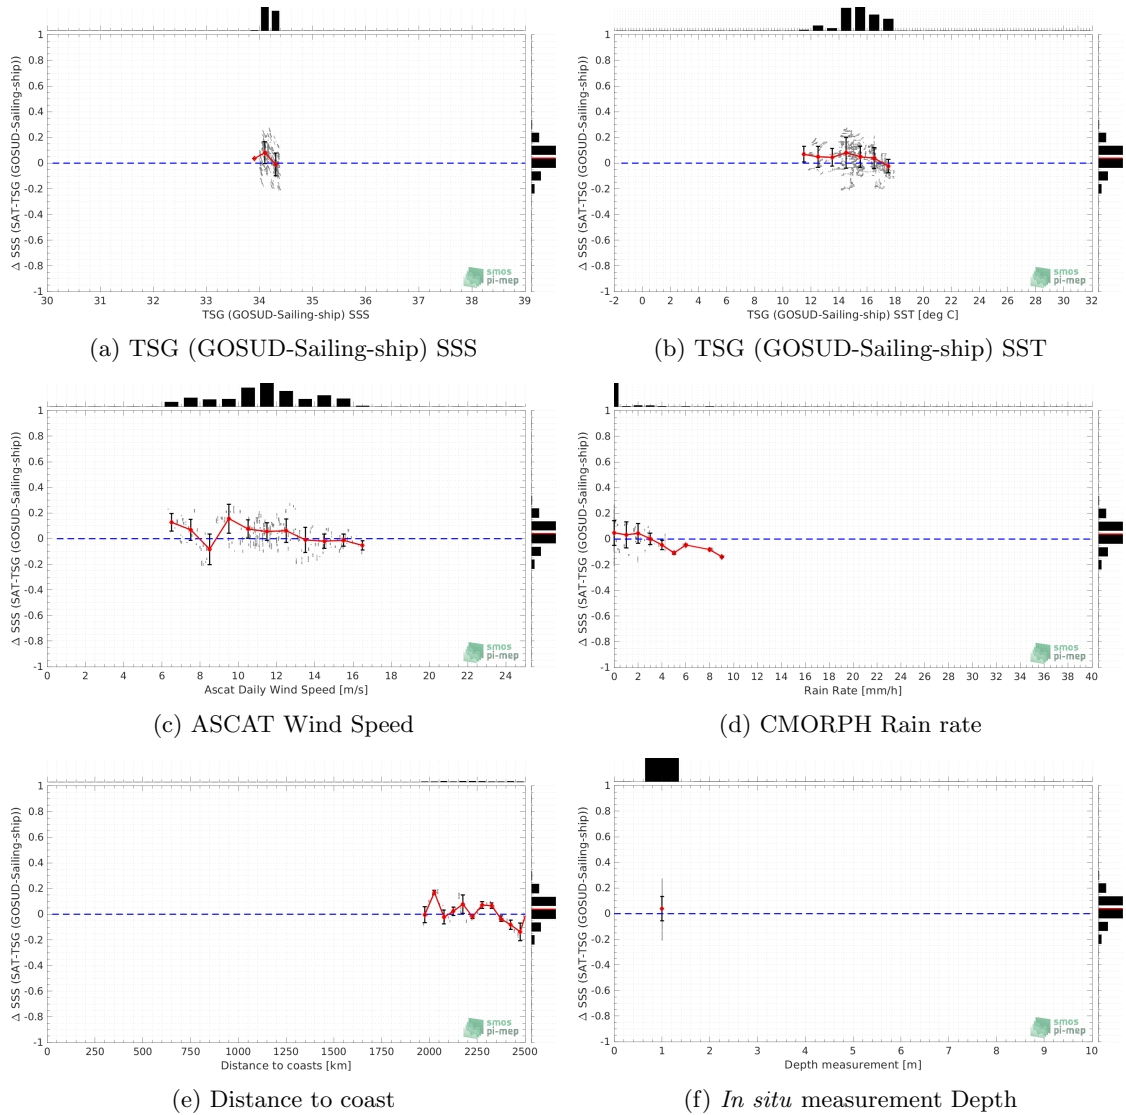 Δ SSS (SAT-TSG (GOSUD-Sailing-ship))
1
0.8
0.6
0.4
0.2
0
-0.2
-0.4
-0.6
-0.8
-1
30 31 32 33 34 35 36 37 38 39
TSG (GOSUD-Sailing-ship) SSS
smos
pi-mep
(a) TSG (GOSUD-Sailing-ship) SSS
Δ SSS (SAT-TSG (GOSUD-Sailing-ship))
1
0.8
0.6
0.4
0.2
0
-0.2
-0.4
-0.6
-0.8
-1
-2 0 2 4 6 8 10 12 14 16 18 20 22 24 26 28 30 32
TSG (GOSUD-Sailing-ship) SST [deg C]
smos
pi-mep
(b) TSG (GOSUD-Sailing-ship) SST
Δ SSS (SAT-TSG (GOSUD-Sailing-ship))
1
0.8
0.6
0.4
0.2
0
-0.2
-0.4
-0.6
-0.8
-1
0 2 4 6 8 10 12 14 16 18 20 22 24
Ascat Daily Wind Speed [m/s]
smos
pi-mep
(c) ASCAT Wind Speed
Δ SSS (SAT-TSG (GOSUD-Sailing-ship))
1
0.8
0.6
0.4
0.2
0
-0.2
-0.4
-0.6
-0.8
-1
0 2 4 6 8 10 12 14 16 18 20 22 24 26 28 30 32 34 36 38 40
Rain Rate [mm/h]
smos
pi-mep
(d) CMORPH Rain rate
Δ SSS (SAT-TSG (GOSUD-Sailing-ship))
1
0.8
0.6
0.4
0.2
0
-0.2
-0.4
-0.6
-0.8
-1
0 250 500 750 1000 1250 1500 1750 2000 2250 2500
Distance to coasts [km]
smos
pi-mep
(e) Distance to coast
Δ SSS (SAT-TSG (GOSUD-Sailing-ship))
1
0.8
0.6
0.4
0.2
0
-0.2
-0.4
-0.6
-0.8
-1
0 1 2 3 4 5 6 7 8 9 10
Depth measurement [m]
smos
pi-mep
(f) In situ measurement Depth